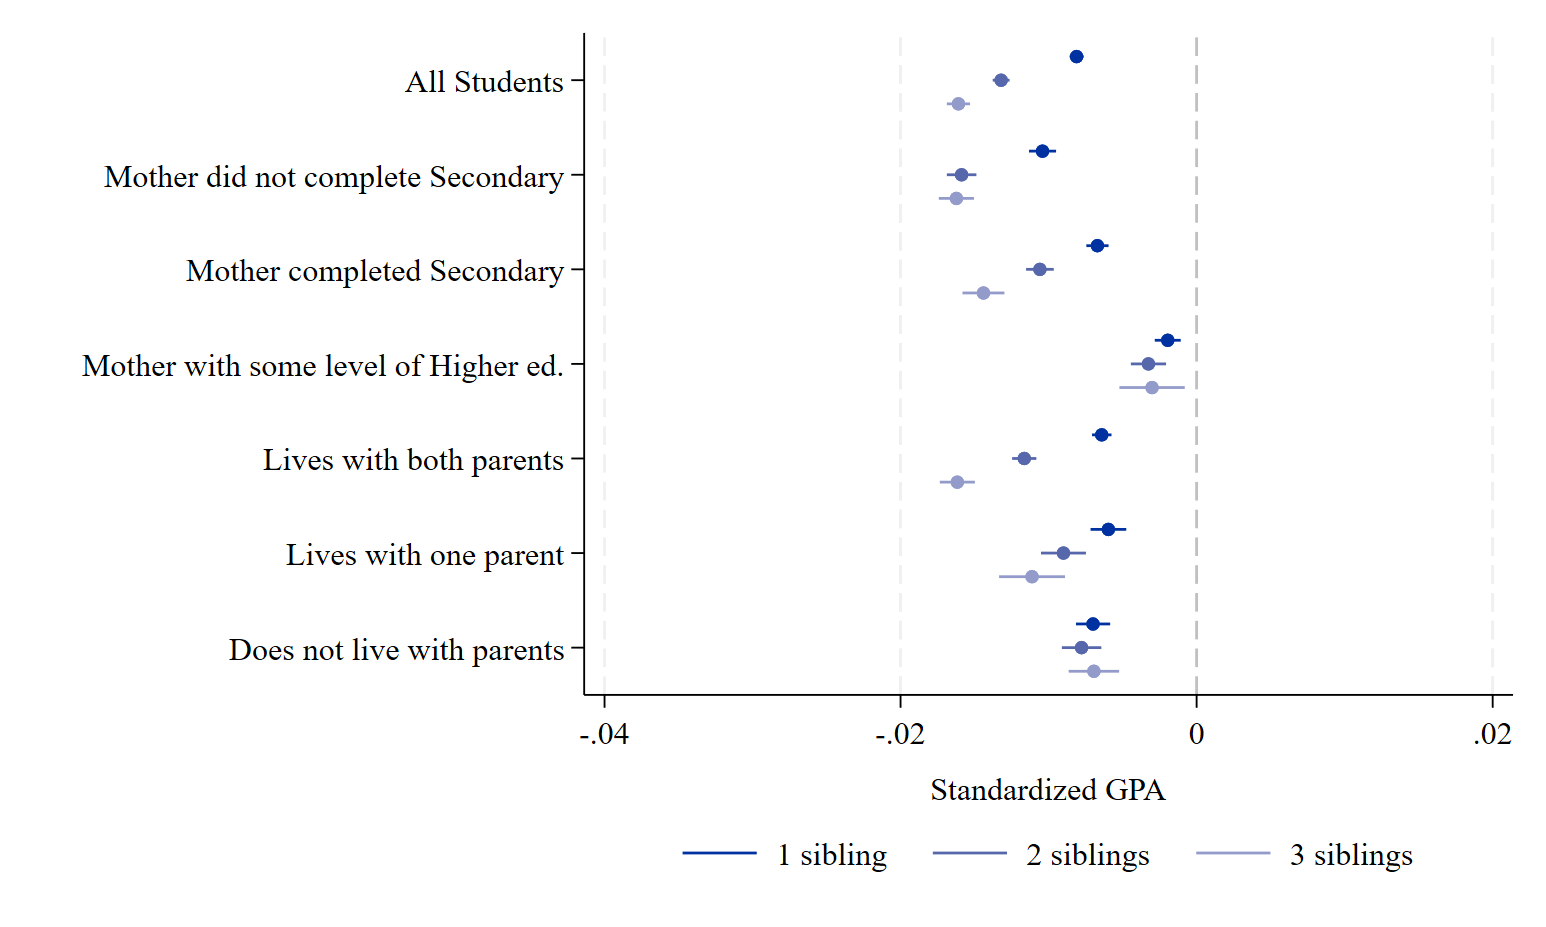 All Students
Mother did not complete Secondary
Mother completed Secondary
Mother with some level of Higher ed.
Lives with both parents
Lives with one parent
Does not live with parents
-.04 -.02 0 .02
Standardized GPA
1 sibling 2 siblings 3 siblings